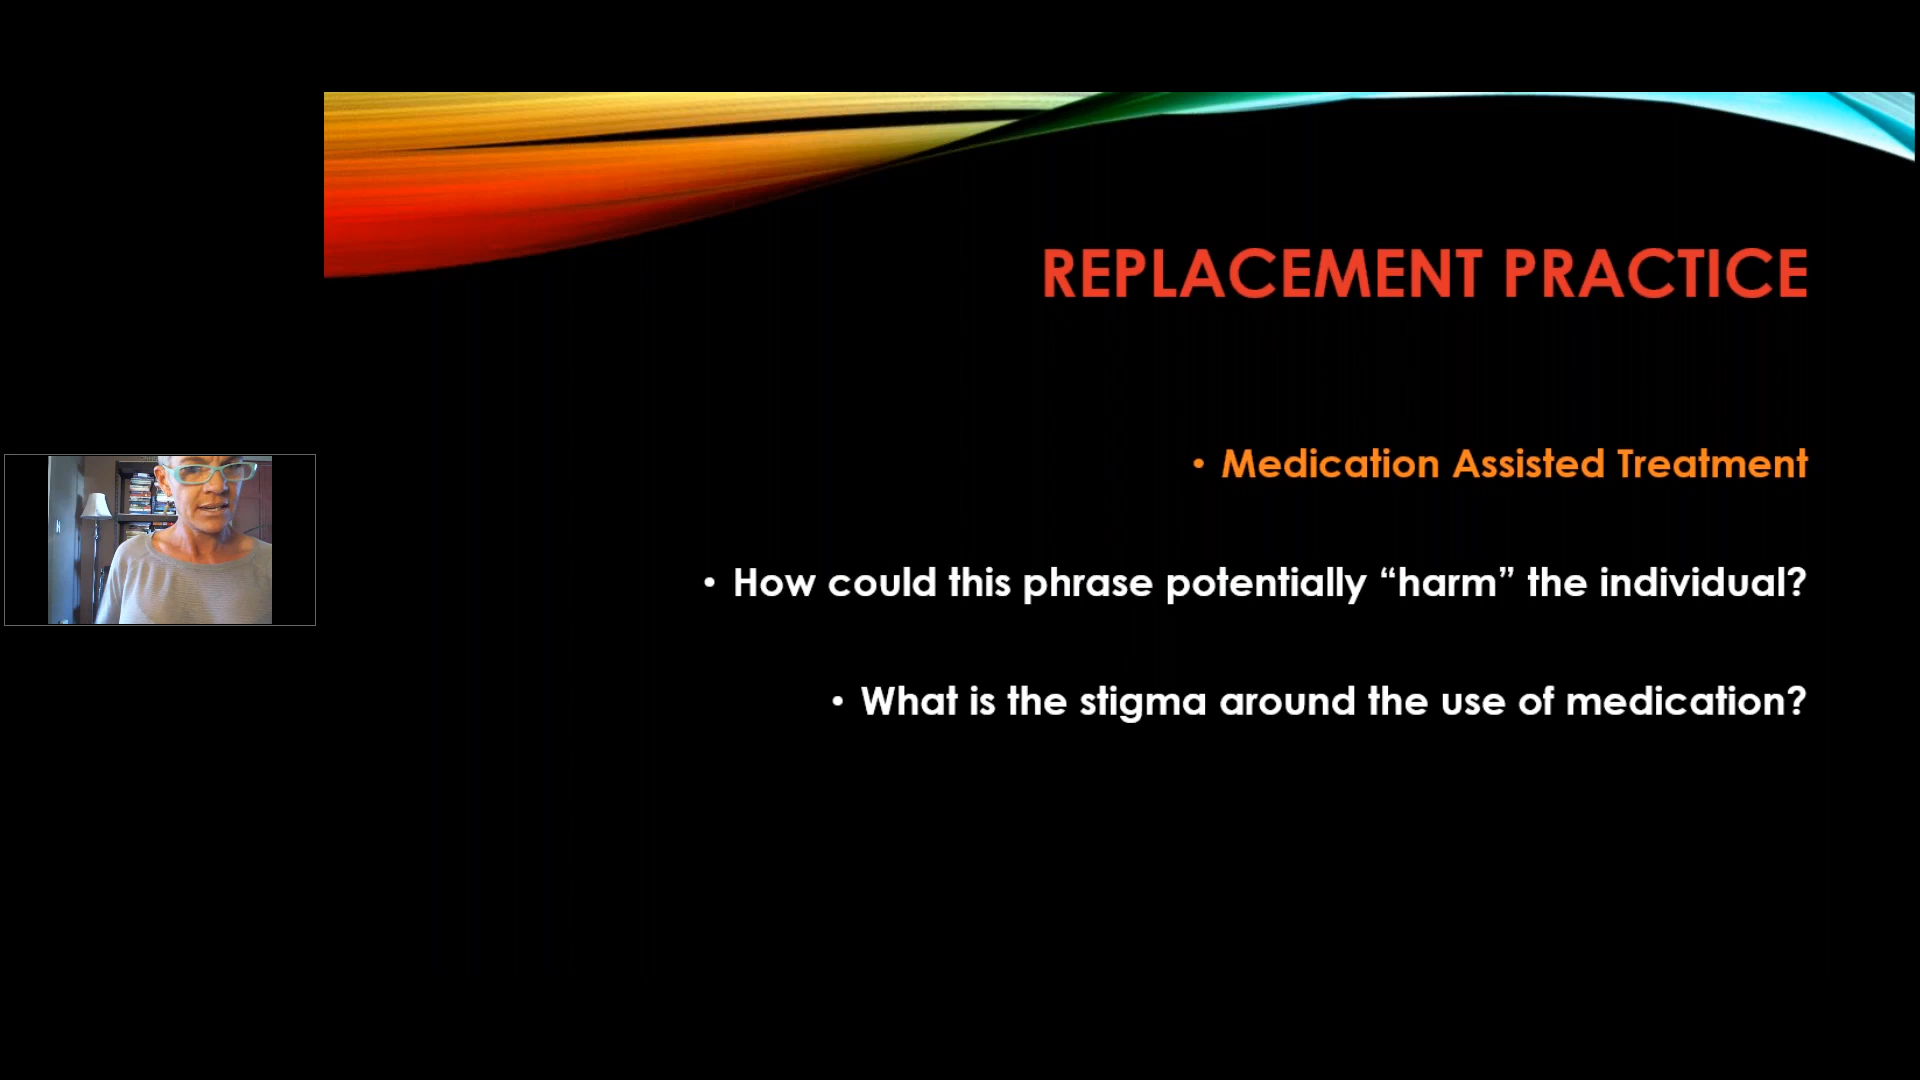 REPLACEMENT PRACTICE
• Medication Assisted Treatment
• How could this phrase potentially “harm” the individual?
• What is the stigma around the use of medication?